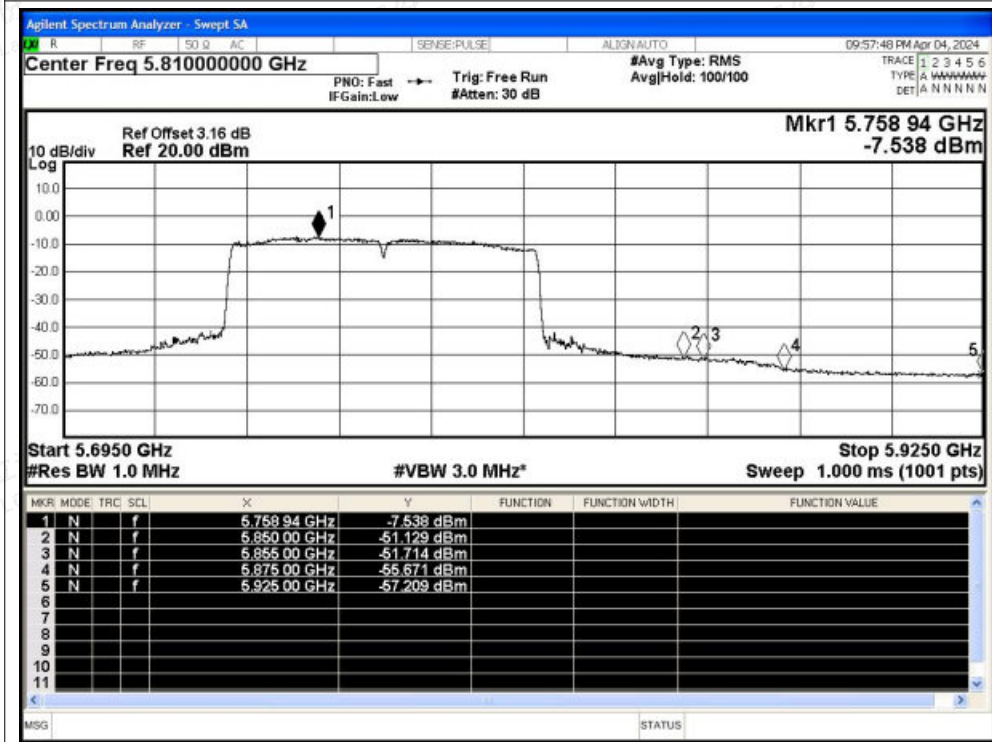 Agilent Spectrum Analyzer - Swept SA
R RF 50 Ω AC SENSE:PULSE ALIGN AUTO 09:57:48 PM Apr 04, 2024
Center Freq 5.810000000 GHz
PNO: Fast
IFGain:Low
Trig: Free Run
#Atten: 30 dB
#Avg Type: RMS
Avg|Hold: 100/100
TRACE 1 2 3 4 5 6
TYPE A
DET A N N N N N
Ref Offset 3.16 dB
10 dB/div Ref 20.00 dBm
Log
Mkr1 5.758 94 GHz
-7.538 dBm
10.0
0.00
-10.0
-20.0
-30.0
-40.0
-50.0
-60.0
-70.0
1
2 3
4
5
Start 5.6950 GHz Stop 5.9250 GHz
#Res BW 1.0 MHz #VBW 3.0 MHz* Sweep 1.000 ms (1001 pts)
MKR MODE TRC SCL X Y FUNCTION FUNCTION WIDTH FUNCTION VALUE
1 N f 5.758 94 GHz -7.538 dBm
2 N f 5.850 00 GHz -51.129 dBm
3 N f 5.855 00 GHz -51.714 dBm
4 N f 5.875 00 GHz -55.671 dBm
5 N f 5.925 00 GHz -57.209 dBm
6
7
8
9
10
11
MSG STATUS